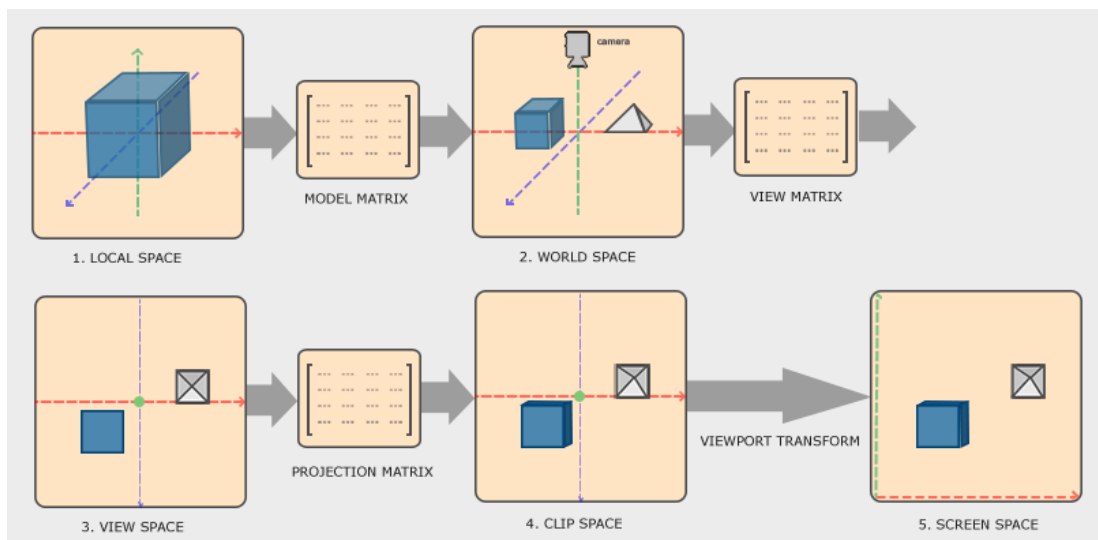 camera
MODEL MATRIX
VIEW MATRIX
1. LOCAL SPACE
2. WORLD SPACE
PROJECTION MATRIX
VIEWPORT TRANSFORM
3. VIEW SPACE
4. CLIP SPACE
5. SCREEN SPACE